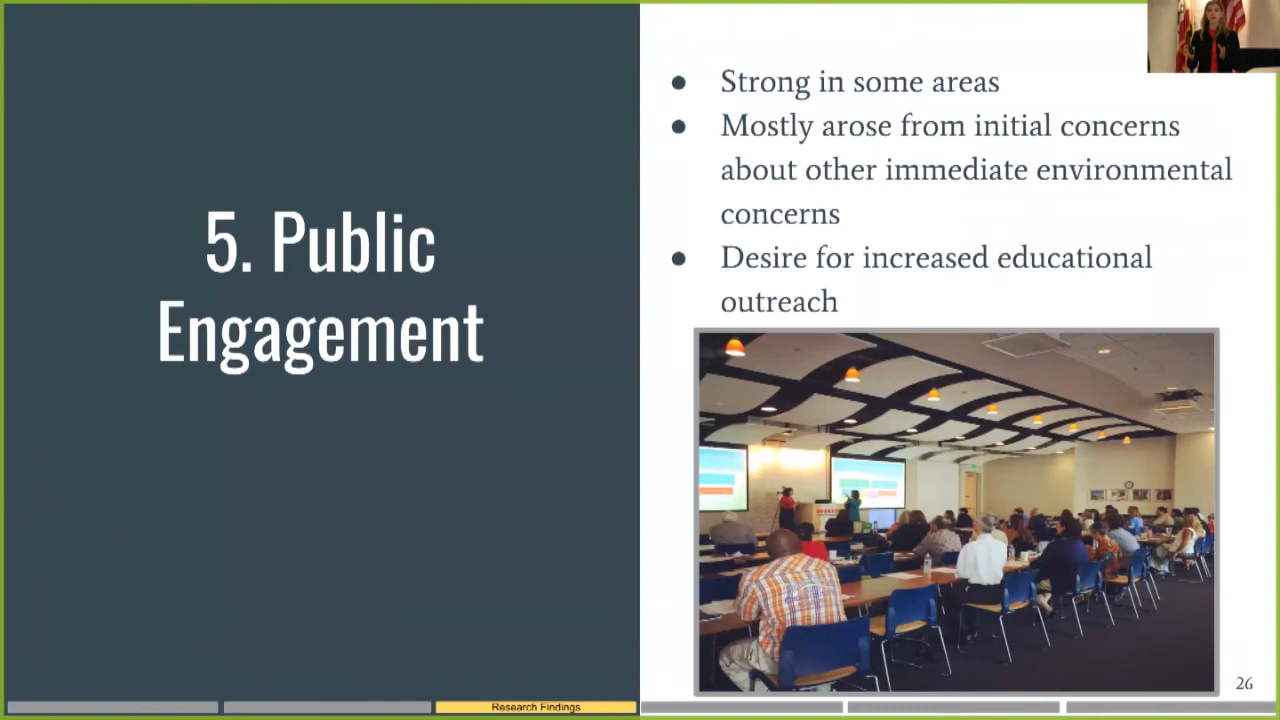 5. Public
Engagement
● Strong in some areas
● Mostly arose from initial concerns
about other immediate environmental
concerns
● Desire for increased educational
outreach
26
Research Findings